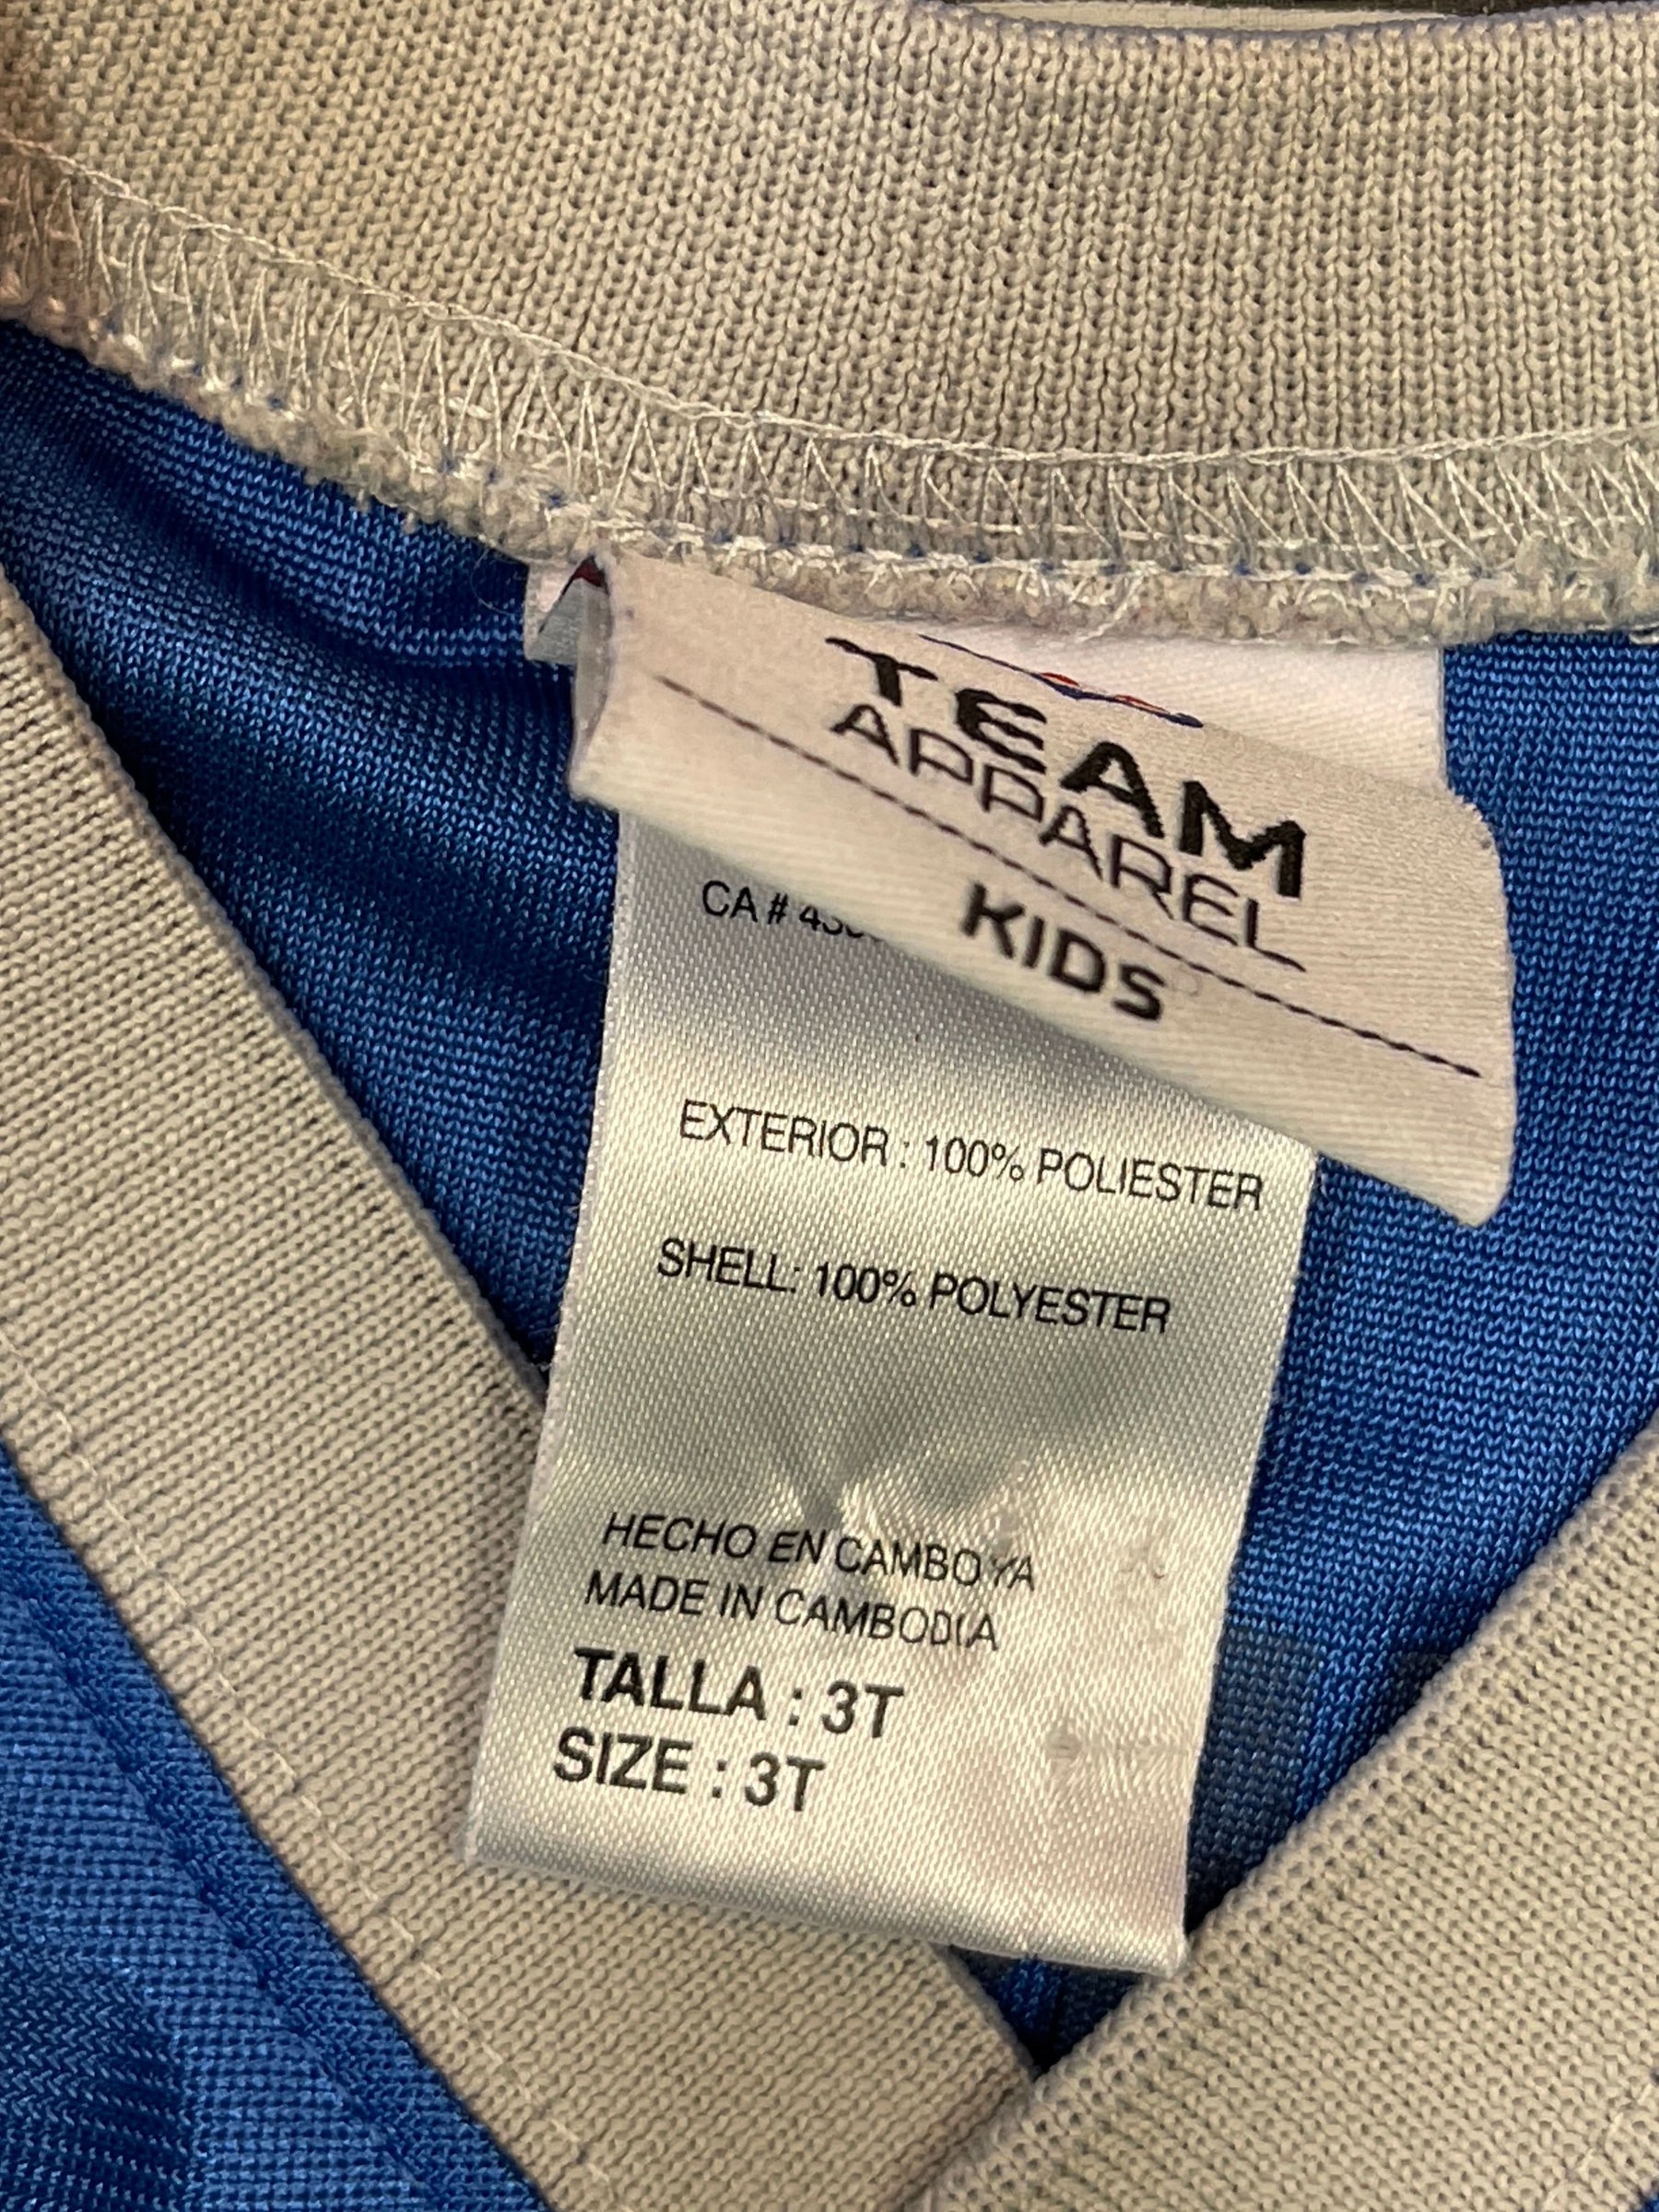 TEAM
APPAREL
KIDS
CA #
EXTERIOR : 100% POLIESTER
SHELL: 100% POLYESTER
HECHO EN CAMBOYA
MADE IN CAMBODIA
TALLA : 3T
SIZE : 3T